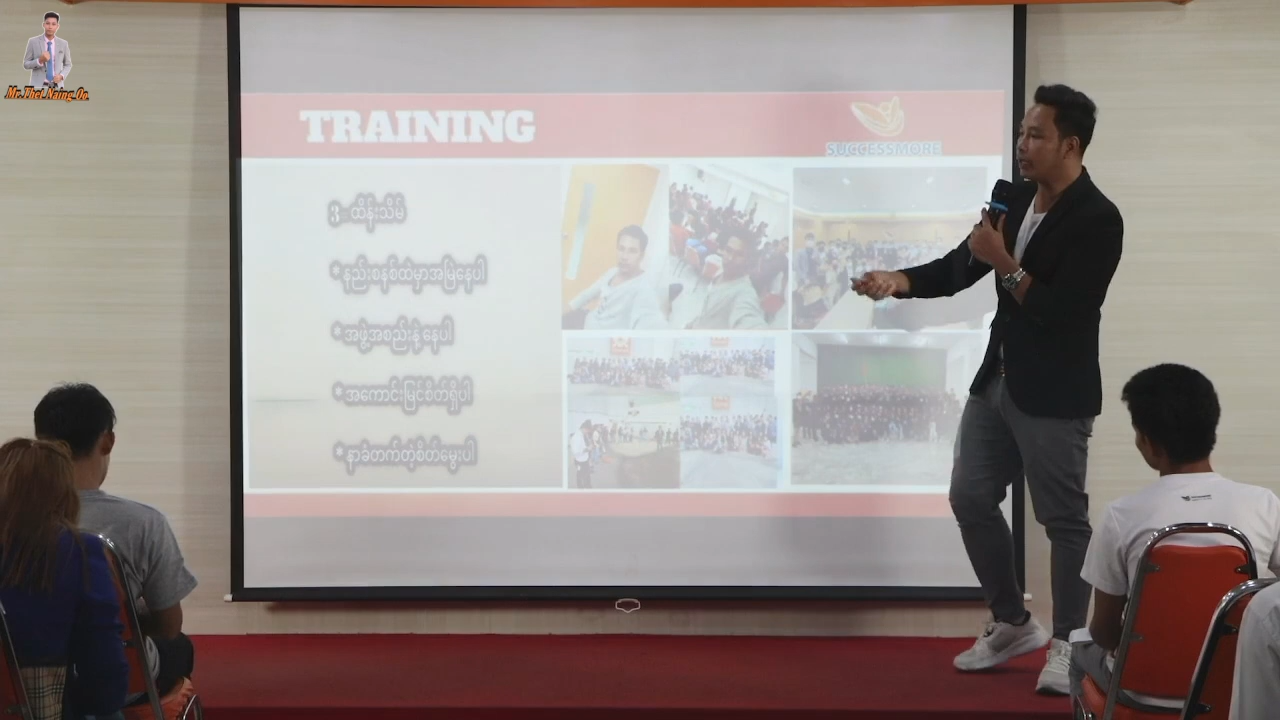 Mr.Thet Naing Oo
TRAINING
SUCCESSMORE
3. ထိန်းသိမ်
* နည်းစနစ်ထဲမှာအမြဲနေပါ
* အဖွဲ့အစည်းနဲ့ နေပါ
* အကောင်းမြင်စိတ်ရှိပါ
* နာခံတက်တဲ့စိတ်မွေးပါ